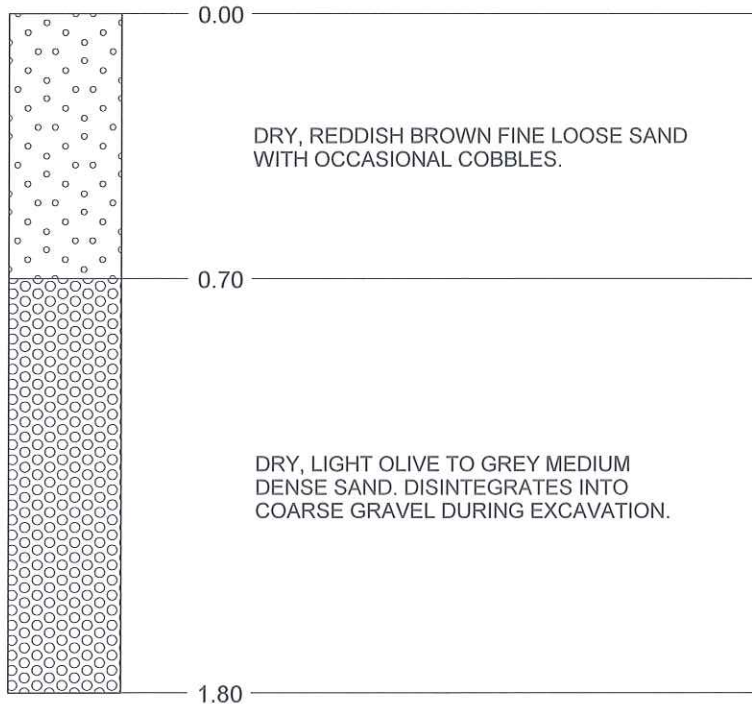 0.00
DRY, REDDISH BROWN FINE LOOSE SAND
WITH OCCASIONAL COBBLES.
0.70
DRY, LIGHT OLIVE TO GREY MEDIUM
DENSE SAND. DISINTEGRATES INTO
COARSE GRAVEL DURING EXCAVATION.
1.80